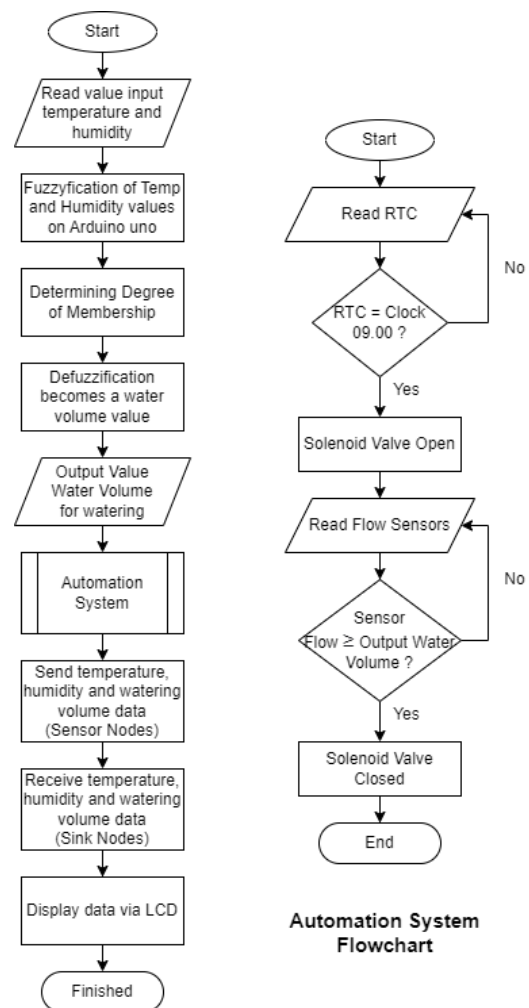 Start
Read value input
temperature and
humidity
Fuzzyfication of Temp
and Humidity values
on Arduino uno
Determining Degree
of Membership
Defuzzification
becomes a water
volume value
Output Value
Water Volume
for watering
Automation
System
Send temperature,
humidity and watering
volume data
(Sensor Nodes)
Receive temperature,
humidity and watering
volume data
(Sink Nodes)
Display data via LCD
Finished
Start
Read RTC
No
RTC = Clock
09.00 ?
Yes
Solenoid Valve Open
Read Flow Sensors
No
Sensor
Flow ≥ Output Water
Volume ?
Yes
Solenoid Valve
Closed
End
Automation System
Flowchart